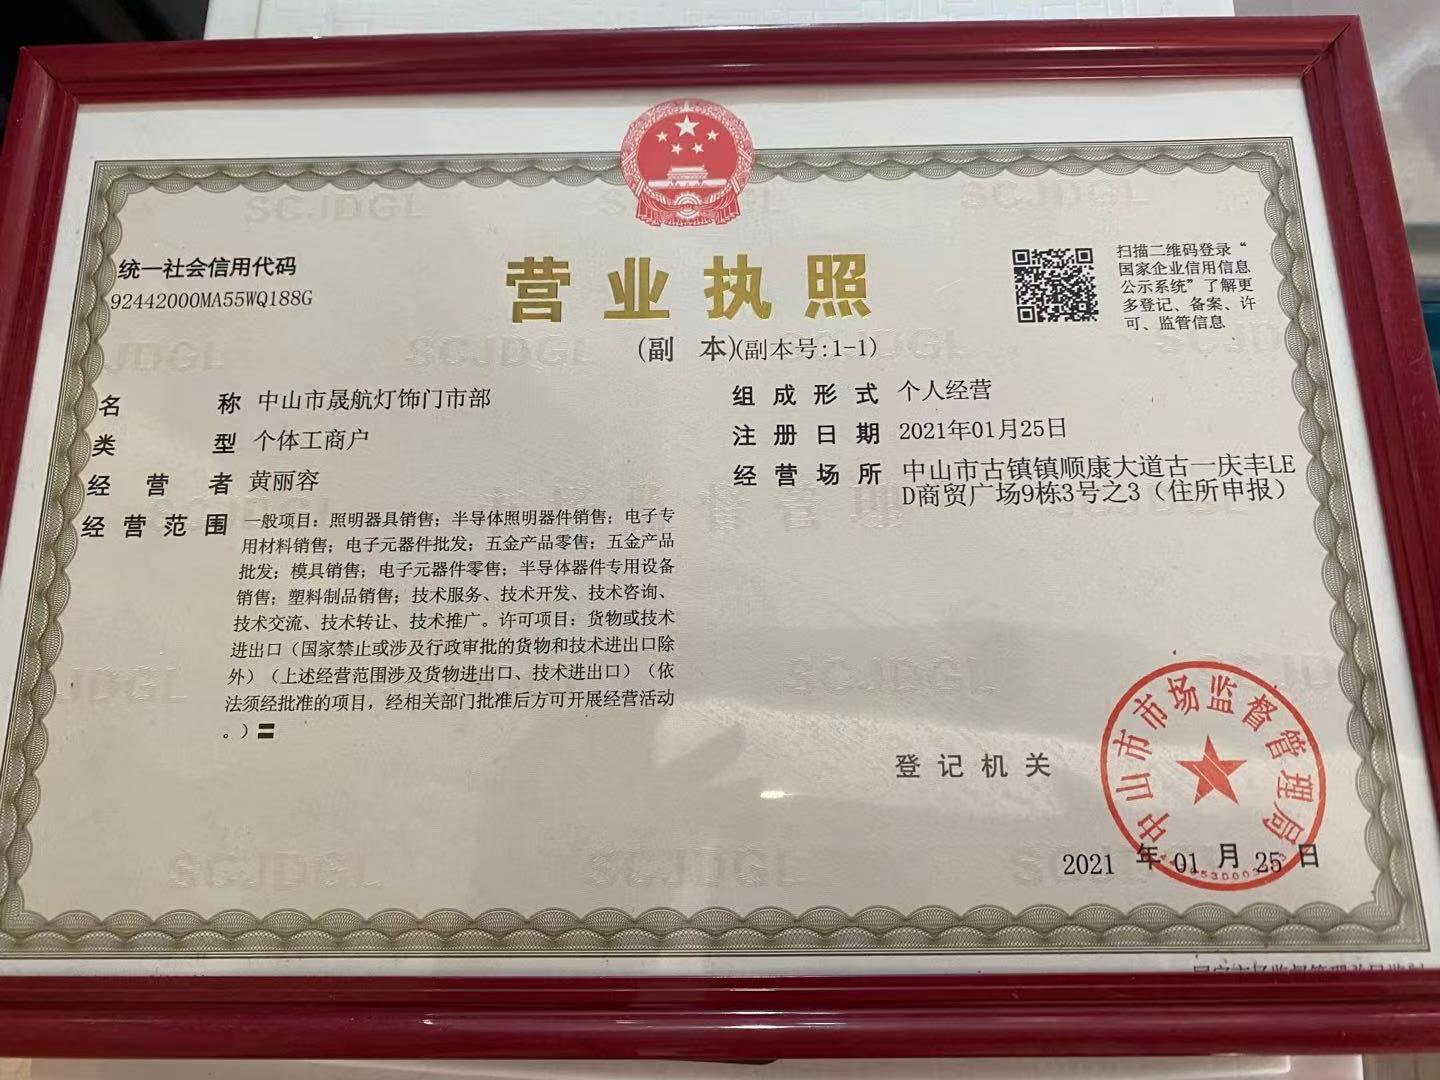 统一社会信用代码
92442000MA55WQ188G
营业执照
(副 本)(副本号:1-1)
扫描二维码登录“
国家企业信用信息
公示系统”了解更
多登记、备案、许
可、监管信息
名 称 中山市晟航灯饰门市部
类 型 个体工商户
经 营 者 黄丽容
经 营 范 围 一般项目：照明器具销售；半导体照明器件销售；电子专
用材料销售；电子元器件批发；五金产品零售；五金产品
批发；模具销售；电子元器件零售；半导体器件专用设备
销售；塑料制品销售；技术服务、技术开发、技术咨询、
技术交流、技术转让、技术推广。许可项目：货物或技术
进出口（国家禁止或涉及行政审批的货物和技术进出口除
外）（上述经营范围涉及货物进出口、技术进出口）（依
法须经批准的项目，经相关部门批准后方可开展经营活动
。）〓
组 成 形 式 个人经营
注 册 日 期 2021年01月25日
经 营 场 所 中山市古镇镇顺康大道古一庆丰LE
D商贸广场9栋3号之3（住所申报）
登 记 机 关
中山市市场监督管理局
2021 年 01 月 25 日
SCJDGL